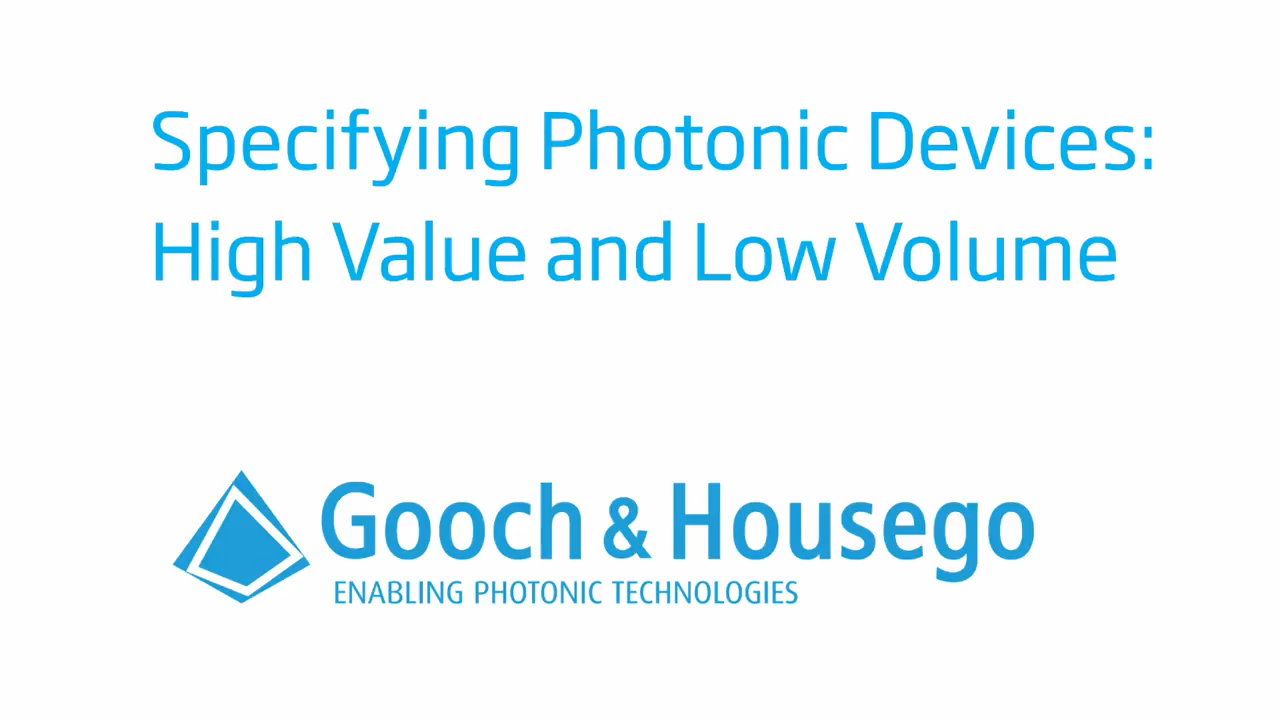 Specifying Photonic Devices:
High Value and Low Volume
Gooch & Housego
ENABLING PHOTONIC TECHNOLOGIES